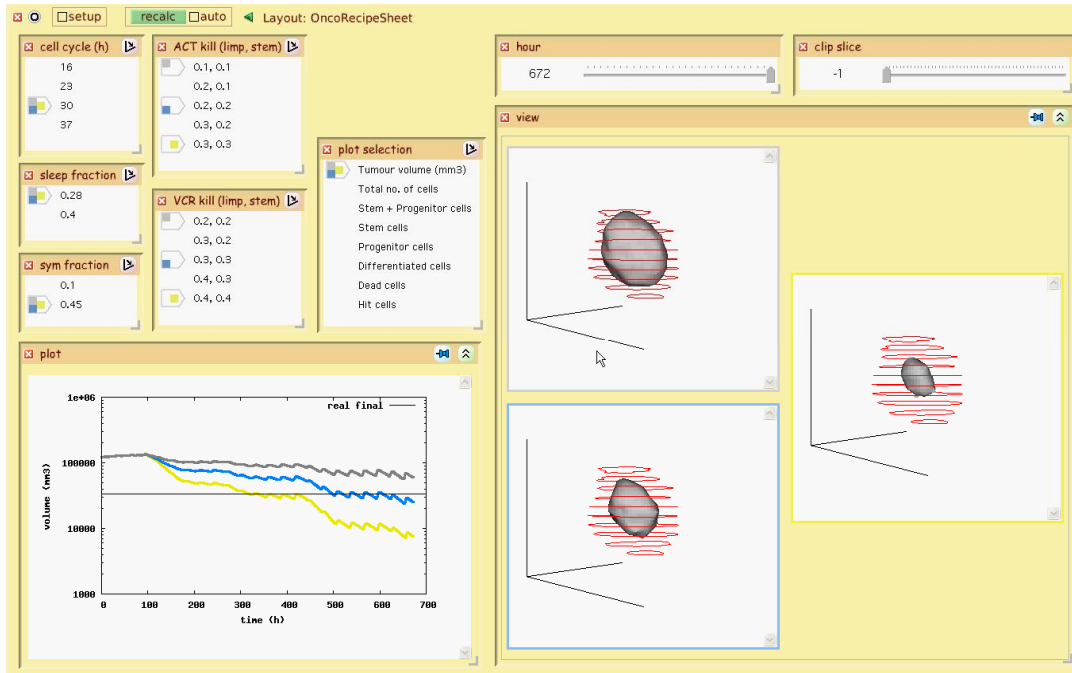 setup
recalc auto Layout: OncoRecipeSheet
cell cycle (h)
16
23
30
37
ACT kill (limp, stem)
0.1, 0.1
0.2, 0.1
0.2, 0.2
0.3, 0.2
0.3, 0.3
sleep fraction
0.28
0.4
VCR kill (limp, stem)
0.2, 0.2
0.3, 0.2
0.3, 0.3
0.4, 0.3
0.4, 0.4
sym fraction
0.1
0.45
plot selection
Tumour volume (mm3)
Total no. of cells
Stem + Progenitor cells
Stem cells
Progenitor cells
Differentiated cells
Dead cells
Hit cells
hour
672
clip slice
-1
view
plot
real final
1e+06
100000
10000
1000
volume (mm3)
0 100 200 300 400 500 600 700
time (h)